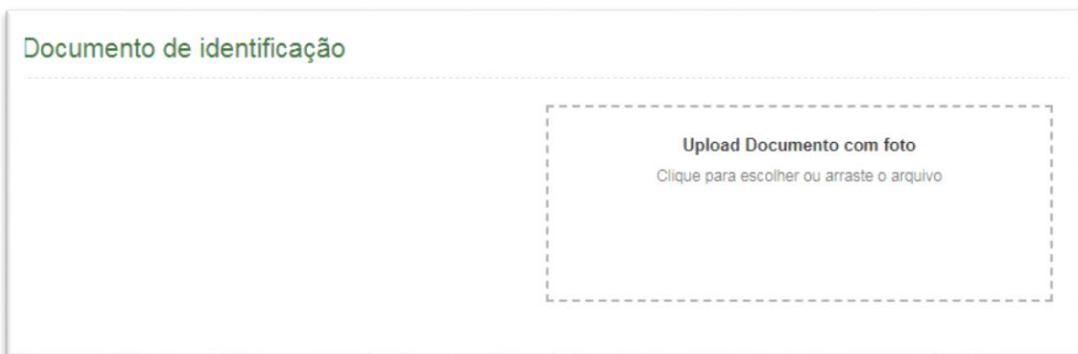 Documento de identificação
Upload Documento com foto
Clique para escolher ou arraste o arquivo